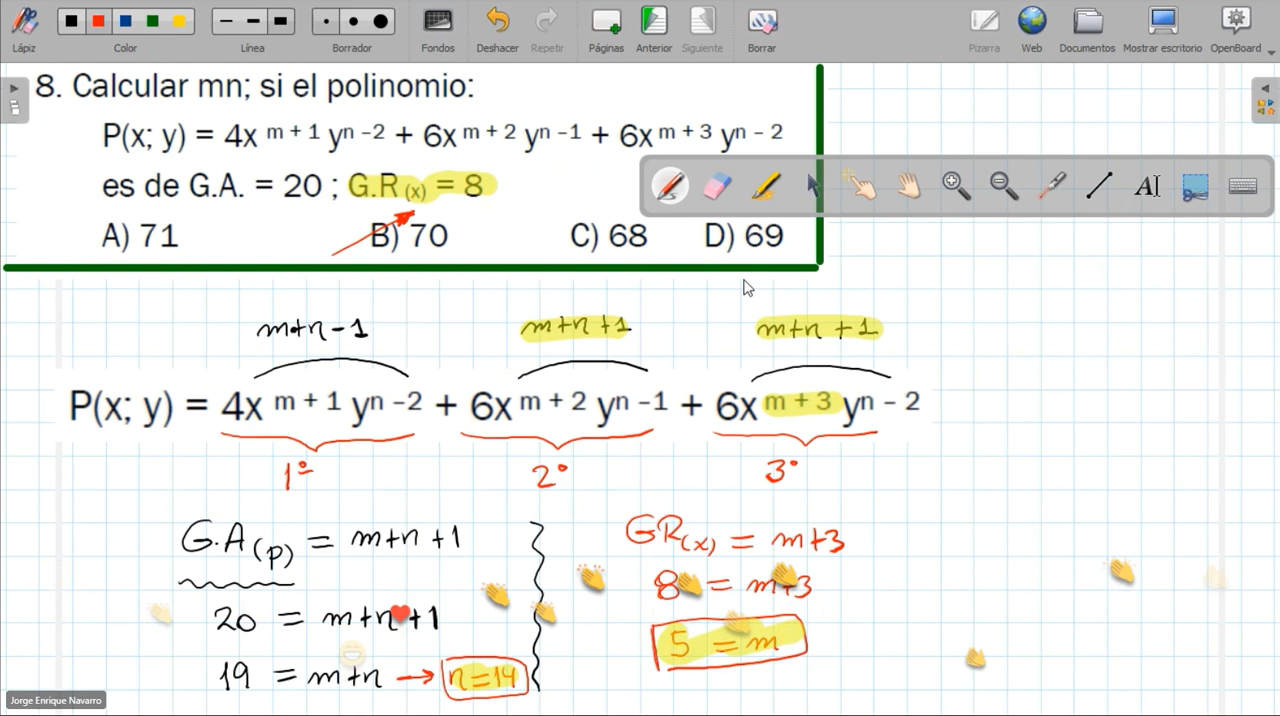 Lápiz Color Línea Borrador Fondos Deshacer Repetir Páginas Anterior Siguiente Borrar Pizarra Web Documentos Mostrar escritorio OpenBoard
8. Calcular mn; si el polinomio:
P(x; y) = 4x ᵐ ⁺ ¹ yⁿ ⁻² + 6x ᵐ ⁺ ² yⁿ ⁻¹ + 6x ᵐ ⁺ ³ yⁿ ⁻ ²
es de G.A. = 20 ; G.R ₍ₓ₎ = 8
A) 71 B) 70 C) 68 D) 69
m+n-1 m+n+1 m+n+1
P(x; y) = 4x ᵐ ⁺ ¹ yⁿ ⁻² + 6x ᵐ ⁺ ² yⁿ ⁻¹ + 6x ᵐ ⁺ ³ yⁿ ⁻ ²
1º 2º 3º
G.A(p) = m+n+1
GR(x) = m+3
20 = m+n+1
8 = m+3
19 = m+n → n=14
5 = m
Jorge Enrique Navarro